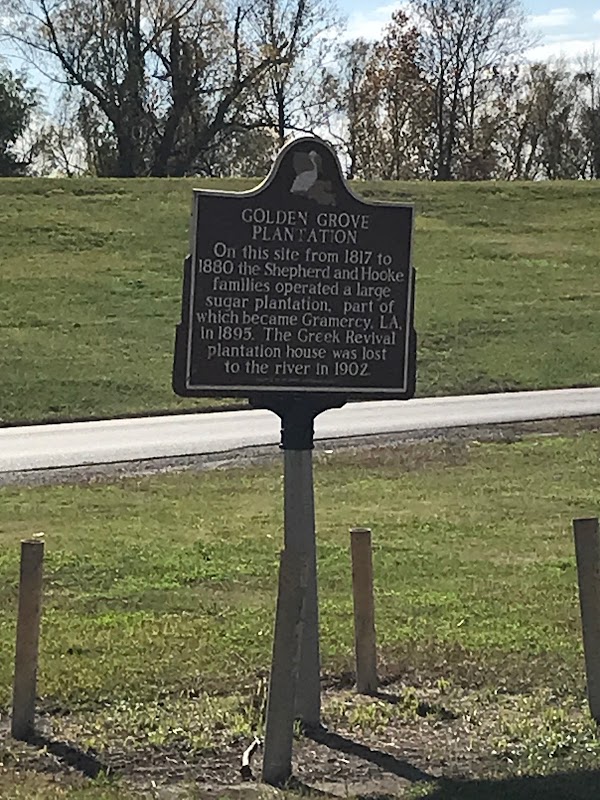 GOLDEN GROVE
PLANTATION
On this site from 1817 to
1880 the Shepherd and Hooke
families operated a large
sugar plantation, part of
which became Gramercy, LA,
in 1895. The Greek Revival
plantation house was lost
to the river in 1902.